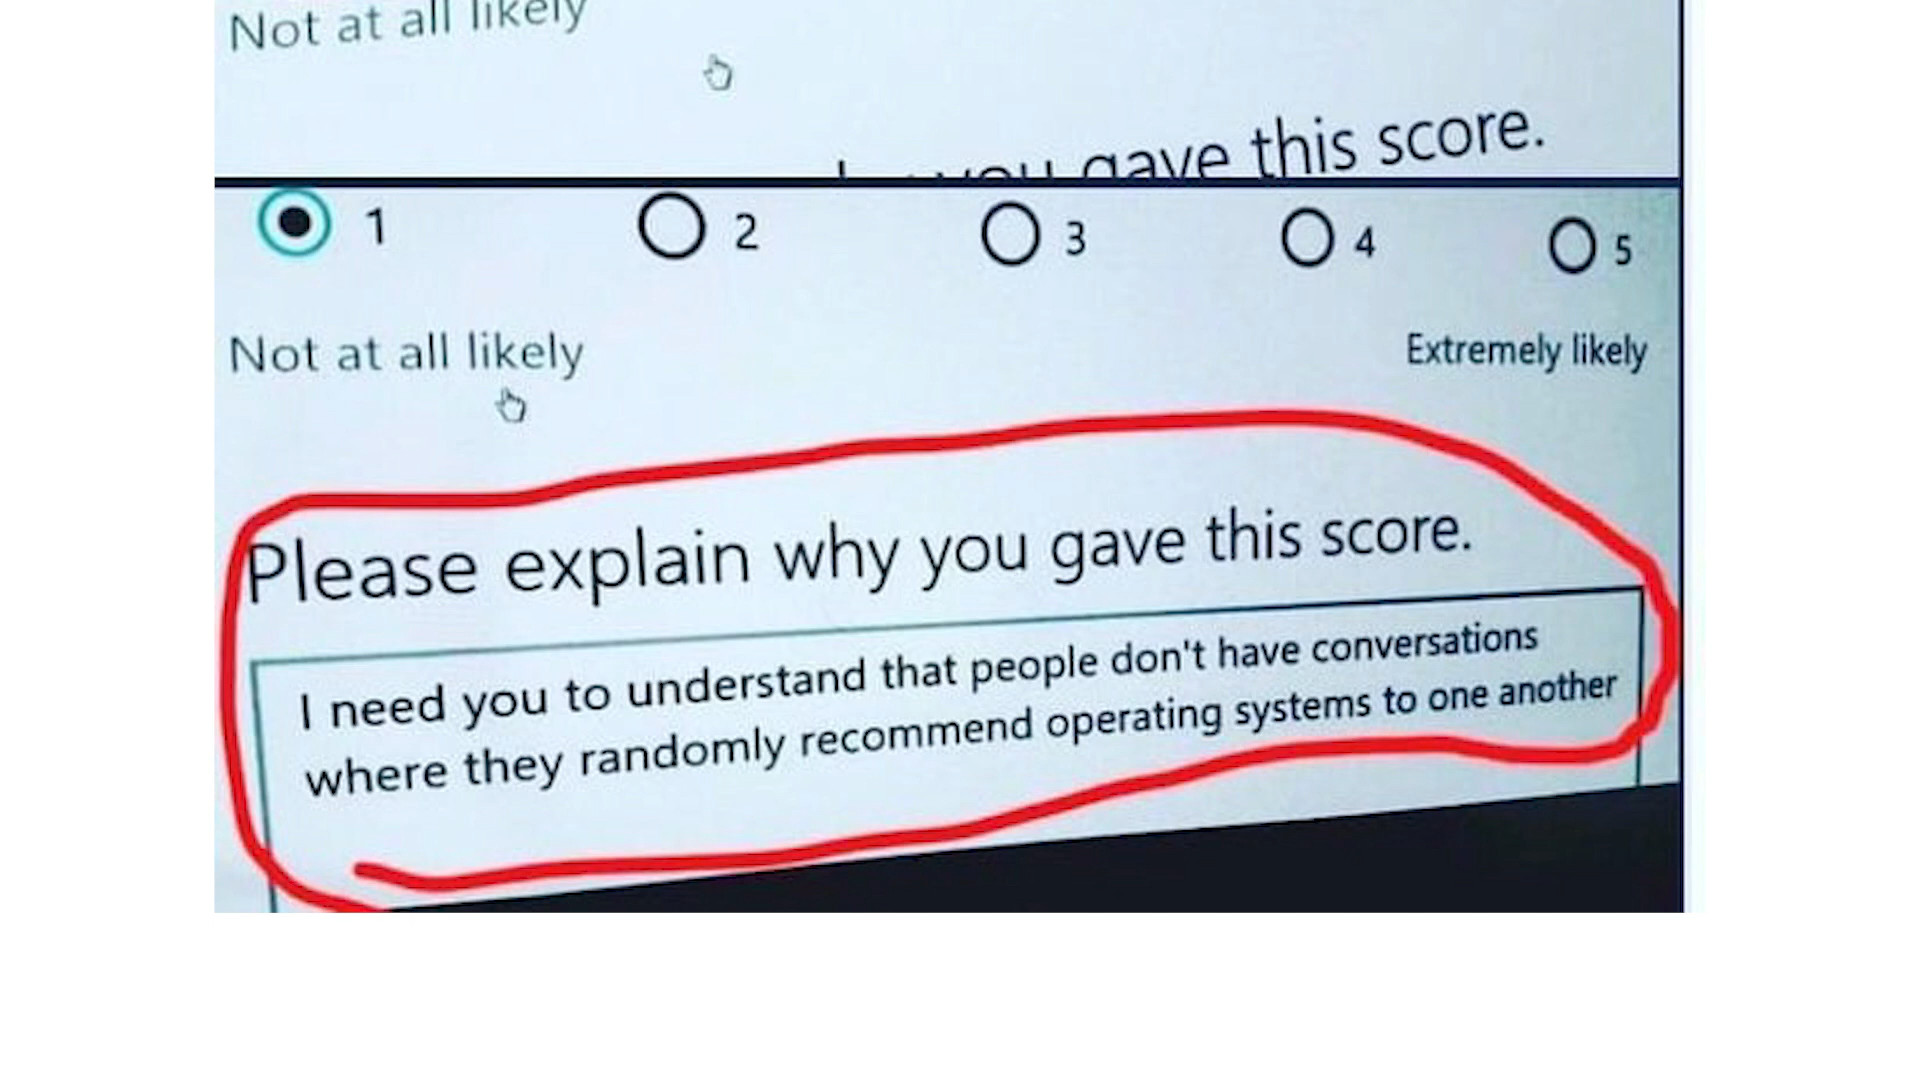 Not at all likely
you gave this score.
1 2 3 4 5
Not at all likely Extremely likely
Please explain why you gave this score.
I need you to understand that people don't have conversations
where they randomly recommend operating systems to one another